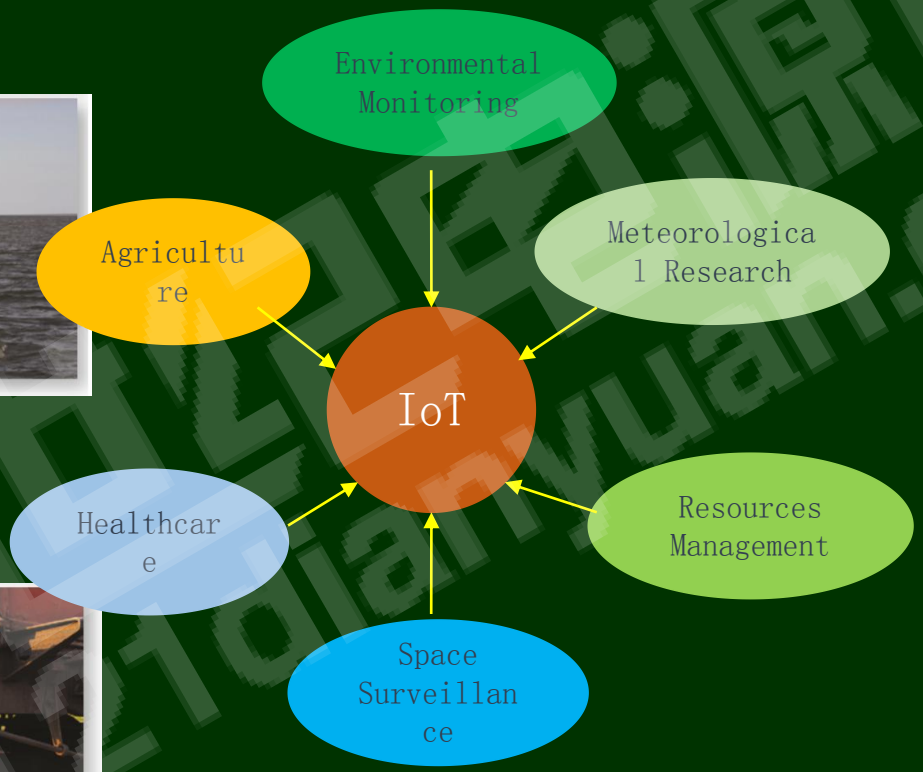 Environmental
Monitoring
Agricultu
re
Meteorologica
l Research
IoT
Healthcar
e
Resources
Management
Space
Surveillan
ce